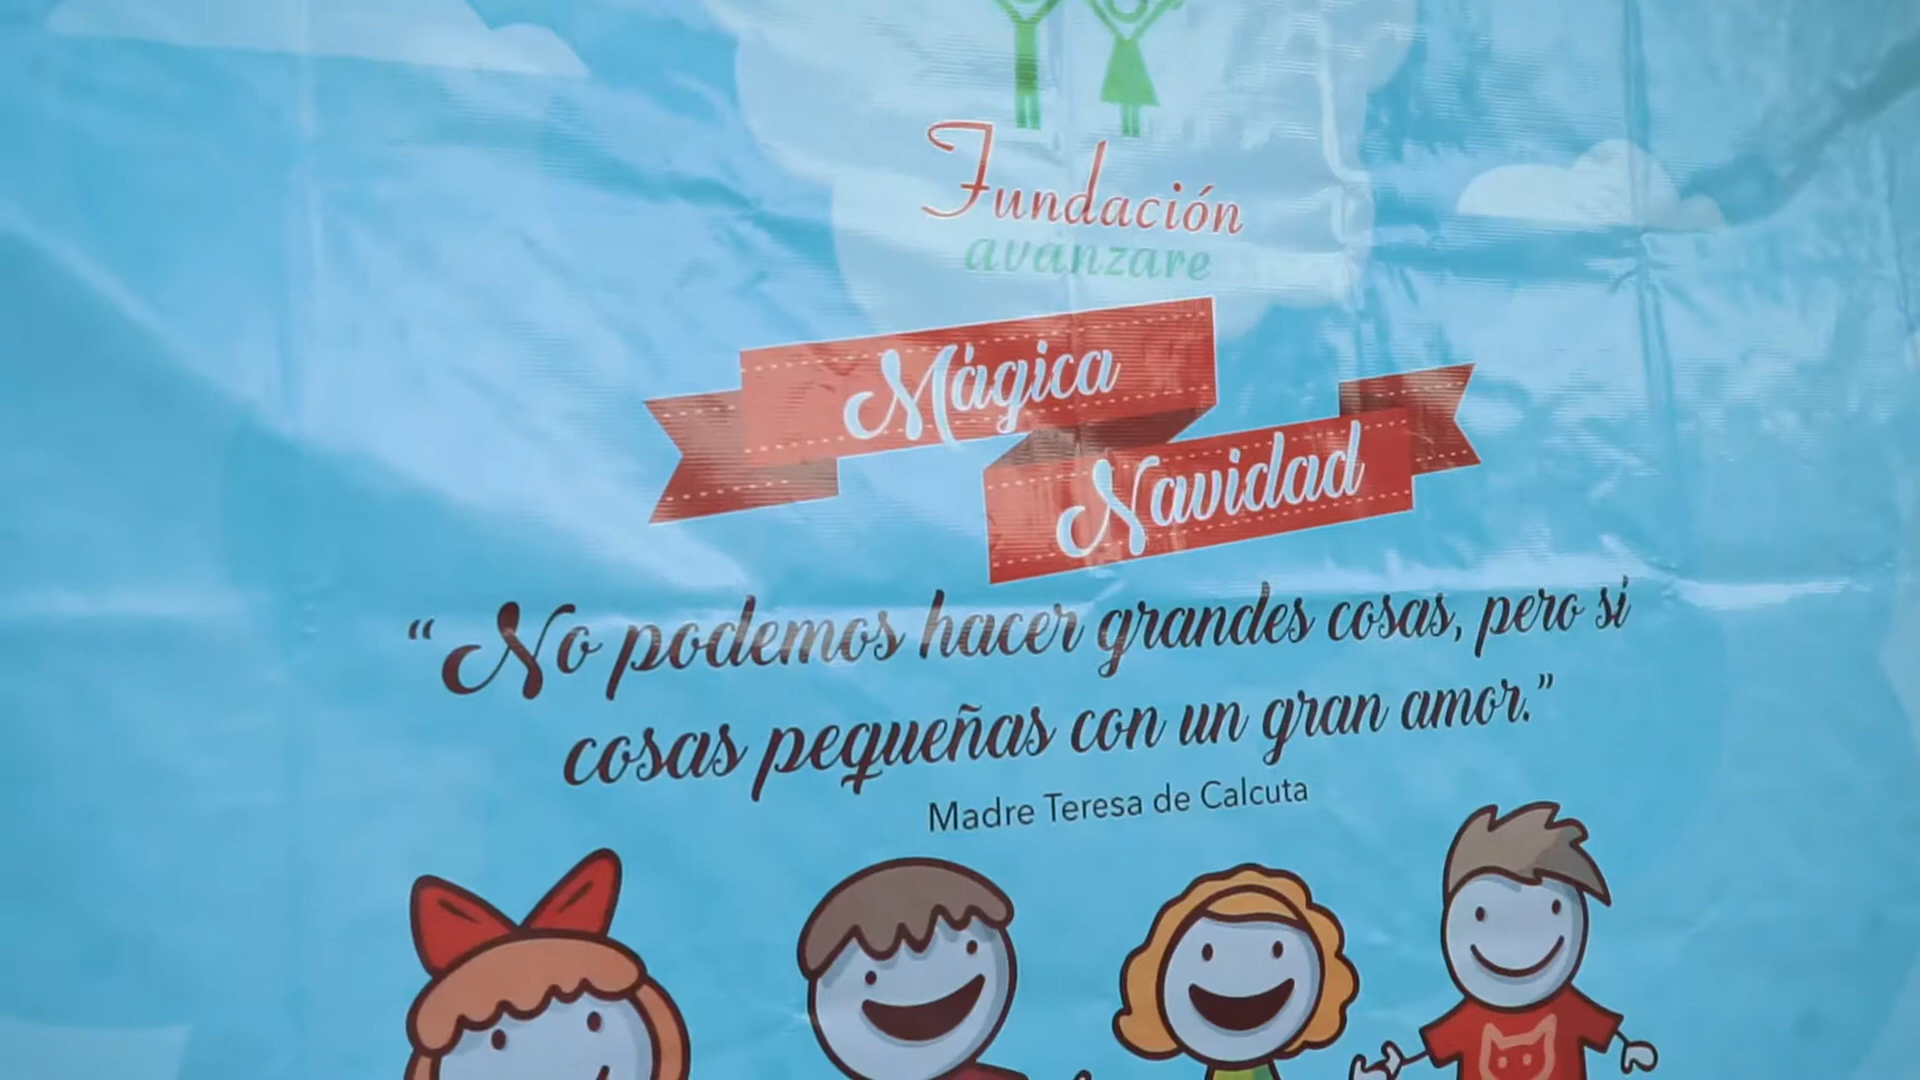 Fundación
avanzare
Mágica
Navidad
“No podemos hacer grandes cosas, pero si
cosas pequeñas con un gran amor.”
Madre Teresa de Calcuta